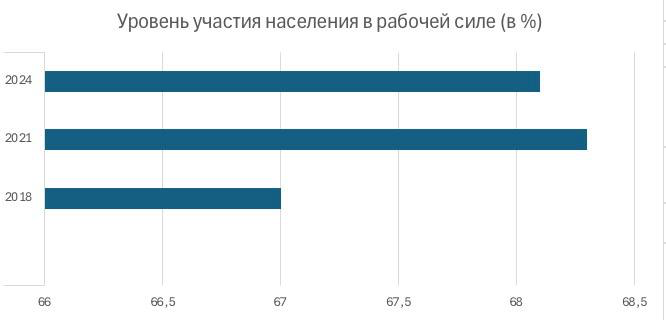 Уровень участия населения в рабочей силе (в %)
2024
2021
2018
66 66,5 67 67,5 68 68,5